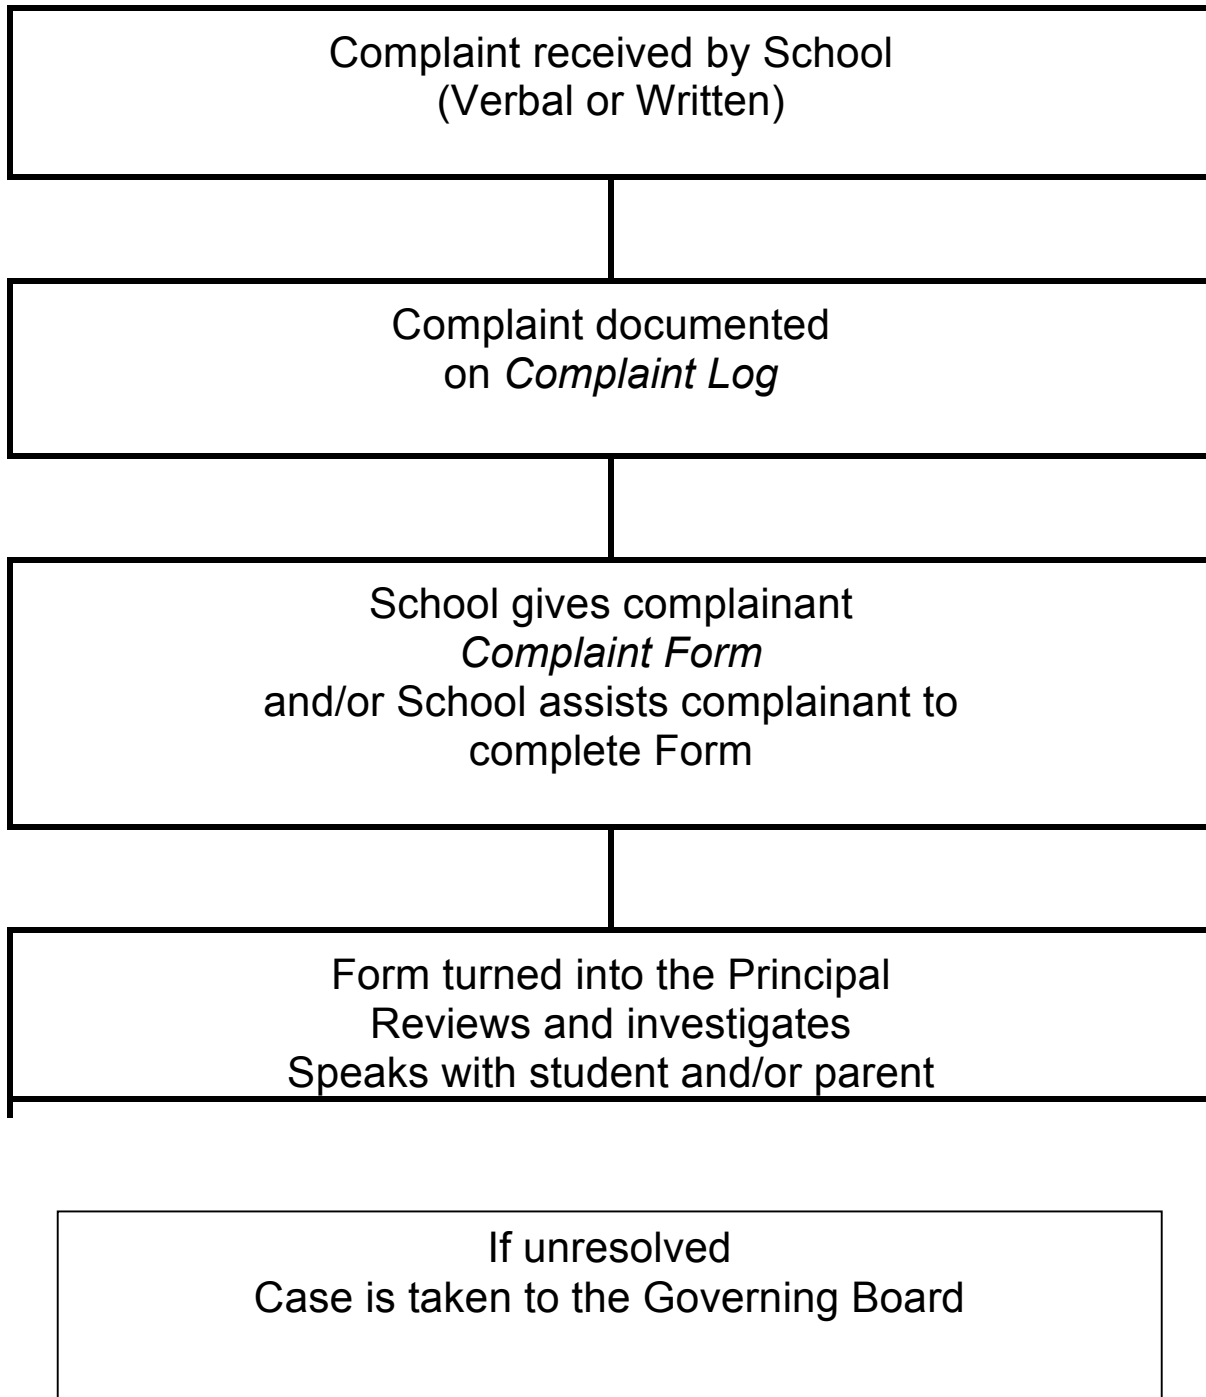 Complaint received by School
(Verbal or Written)
Complaint documented
on Complaint Log
School gives complainant
Complaint Form
and/or School assists complainant to
complete Form
Form turned into the Principal
Reviews and investigates
Speaks with student and/or parent
If unresolved
Case is taken to the Governing Board